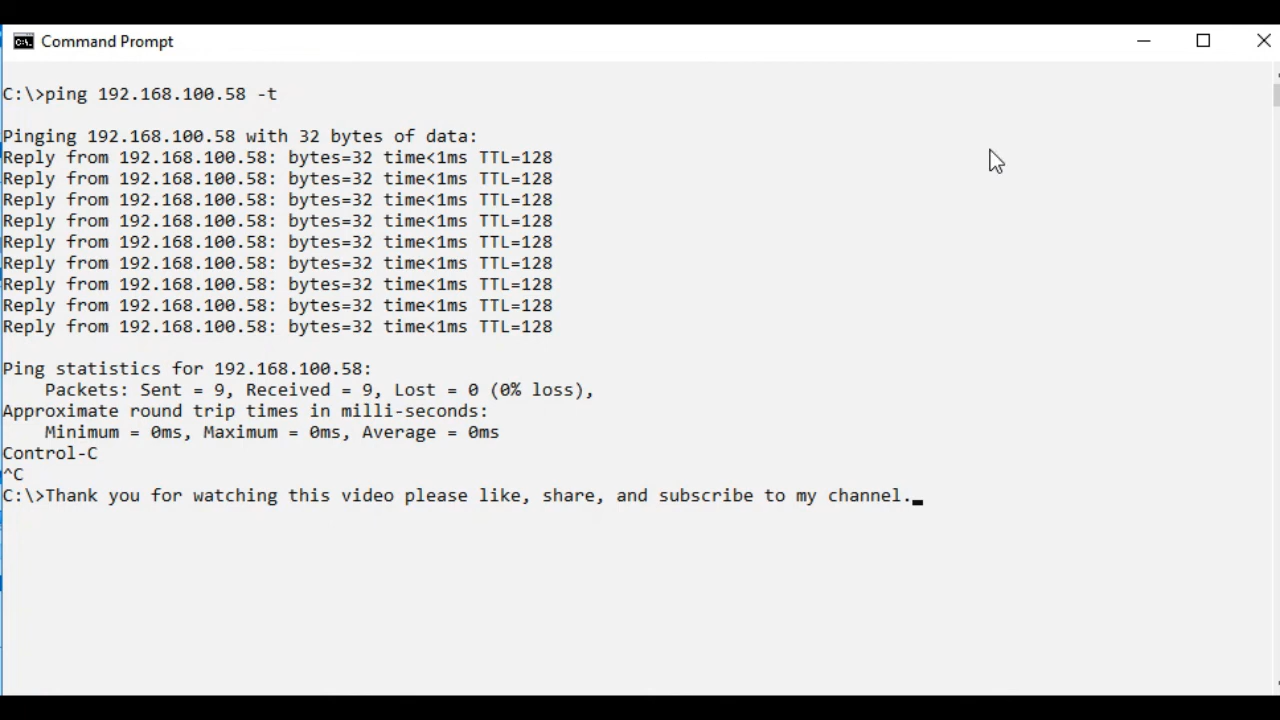 Command Prompt
C:\>ping 192.168.100.58 -t
Pinging 192.168.100.58 with 32 bytes of data:
Reply from 192.168.100.58: bytes=32 time<1ms TTL=128
Reply from 192.168.100.58: bytes=32 time<1ms TTL=128
Reply from 192.168.100.58: bytes=32 time<1ms TTL=128
Reply from 192.168.100.58: bytes=32 time<1ms TTL=128
Reply from 192.168.100.58: bytes=32 time<1ms TTL=128
Reply from 192.168.100.58: bytes=32 time<1ms TTL=128
Reply from 192.168.100.58: bytes=32 time<1ms TTL=128
Reply from 192.168.100.58: bytes=32 time<1ms TTL=128
Reply from 192.168.100.58: bytes=32 time<1ms TTL=128
Ping statistics for 192.168.100.58:
    Packets: Sent = 9, Received = 9, Lost = 0 (0% loss),
Approximate round trip times in milli-seconds:
    Minimum = 0ms, Maximum = 0ms, Average = 0ms
Control-C
^C
C:\>Thank you for watching this video please like, share, and subscribe to my channel.